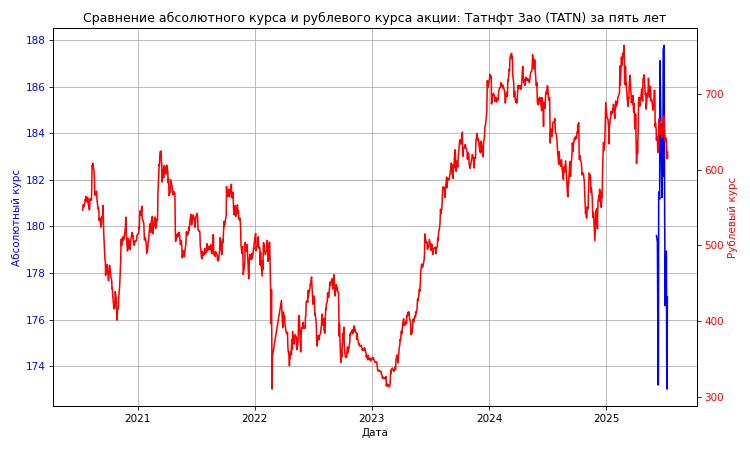 Сравнение абсолютного курса и рублевого курса акции: Татнфт 3ао (TATN) за пять лет
188
186
184
182
180
178
176
174
Абсолютный курс
700
600
500
400
300
Рублевый курс
2021 2022 2023 2024 2025
Дата